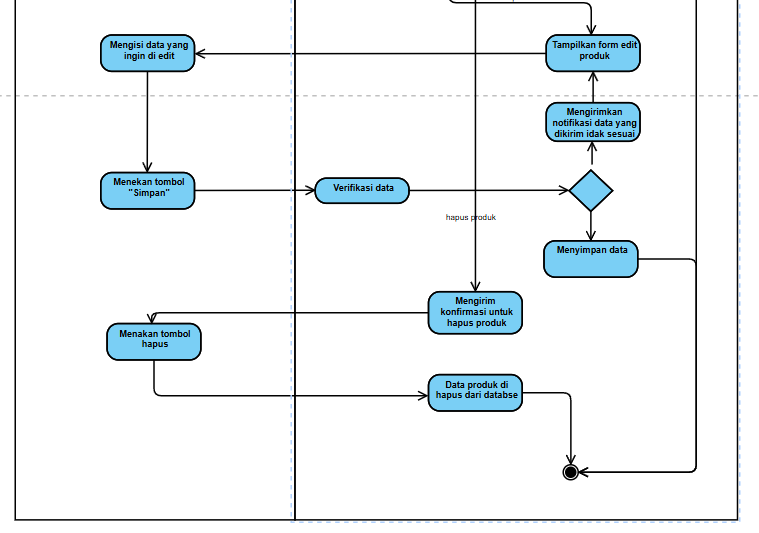 Mengisi data yang
ingin di edit
Tampilkan form edit
produk
Mengirimkan
notifikasi data yang
dikirim idak sesuai
Menekan tombol
"Simpan"
Verifikasi data
hapus produk
Menyimpan data
Mengirim
konfirmasi untuk
hapus produk
Menakan tombol
hapus
Data produk di
hapus dari databse